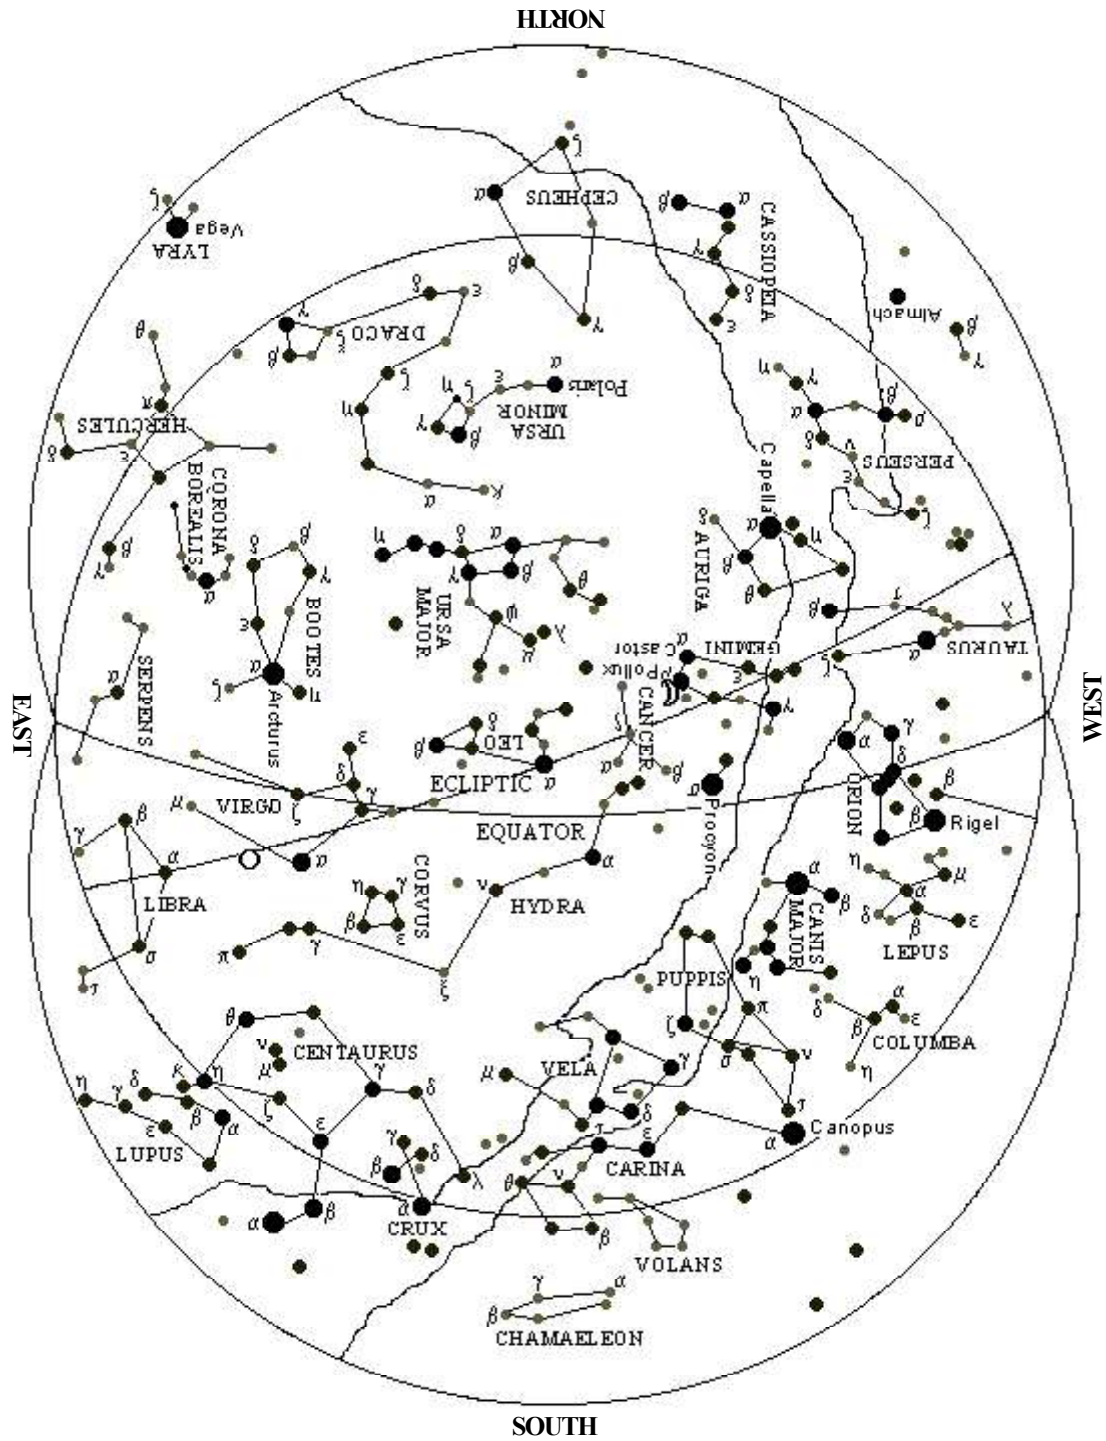 NORTH
ζ
α
CEPHEUS
β
γ
β
α
CASSIOPEIA
γ
δ
ε
ζ
Vega
LYRA
Almach
β
γ
δ
ε
γ
ξ
β
DRACO
ζ
η
α
κ
α
Polaris
ε
ζ
η
γ
β
URSA
MINOR
θ
π
HERCULES
δ
ε
β
γ
CORONA
BOREALIS
α
η
γ
α
β
ρ
δ
ν
PERSEUS
ε
ζ
Capella
δ
α
η
AURIGA
β
θ
δ
β
γ
BOOTES
ε
α
ζ
η
Arcturus
η
δ
α
γ
β
θ
URSA
MAJOR
ψ
λ
μ
β
τ
λ
TAURUS
α
ζ
α
Castor
GEMINI
β
Pollux
ε
γ
SERPENS
α
EAST
WEST
CANCER
δ
α
β
δ
LEO
β
α
ECLIPTIC
ε
δ
γ
VIRGO
ζ
α
μ
EQUATOR
α
Procyon
α
γ
δ
ORION
β
β
Rigel
γ
β
α
LIBRA
σ
τ
CORVUS
η
γ
β
ε
α
ν
HYDRA
ξ
γ
π
α
β
CANIS
MAJOR
η
η
μ
α
δ
β
ε
LEPUS
PUPPIS
π
ζ
σ
ν
τ
δ
α
β
ε
COLUMBA
η
θ
ν
CENTAURUS
μ
κ
η
γ
δ
ζ
ε
λ
η
γ
δ
β
α
ε
LUPUS
μ
VELA
γ
δ
ε
CARINA
θ
ν
β
α
Canopus
γ
δ
β
α
CRUX
α
β
VOLANS
γ
α
β
CHAMAELEON
SOUTH